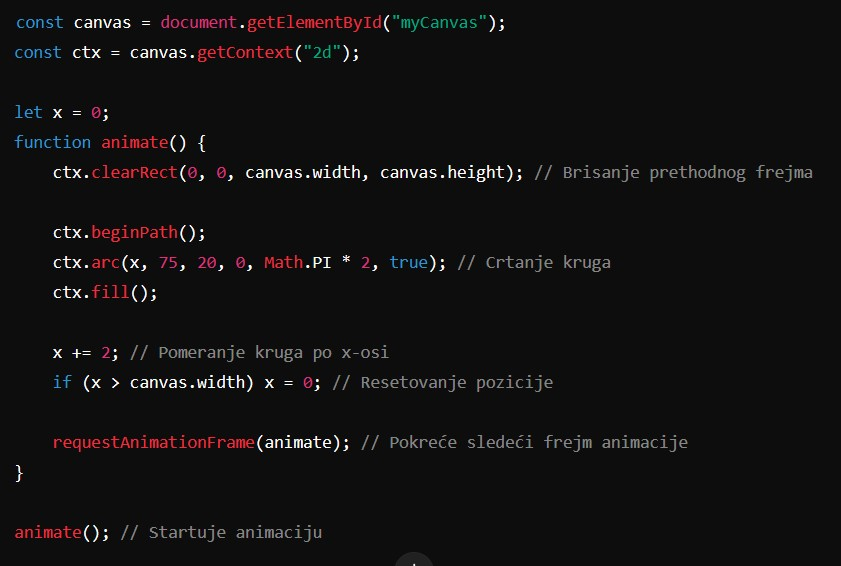 const canvas = document.getElementById("myCanvas");
const ctx = canvas.getContext("2d");
let x = 0;
function animate() {
    ctx.clearRect(0, 0, canvas.width, canvas.height); // Brisanje prethodnog frejma
    ctx.beginPath();
    ctx.arc(x, 75, 20, 0, Math.PI * 2, true); // Crtanje kruga
    ctx.fill();
    x += 2; // Pomeranje kruga po x-osi
    if (x > canvas.width) x = 0; // Resetovanje pozicije
    requestAnimationFrame(animate); // Pokreće sledeći frejm animacije
}
animate(); // Startuje animaciju